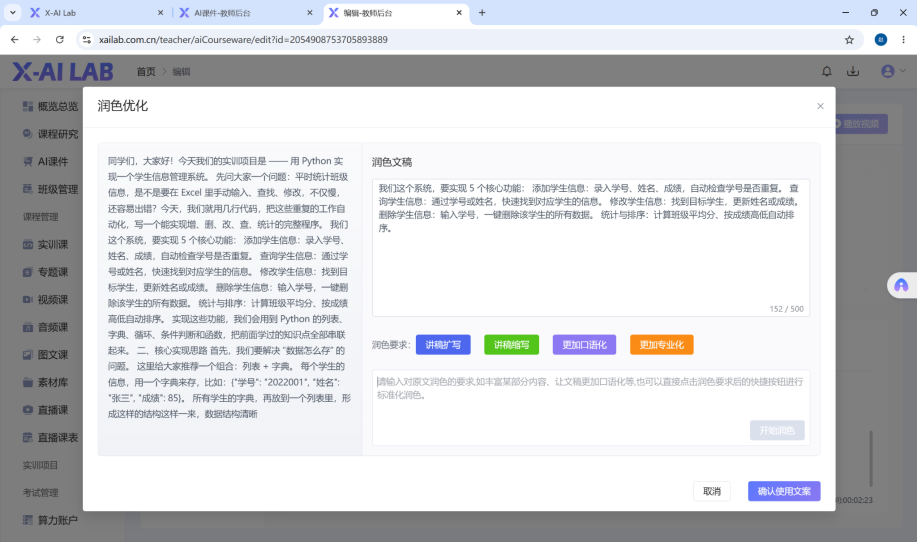 X-AI Lab
AI课件-教师后台
编辑-教师后台
xailab.com.cn/teacher/aiCourseware/edit?id=2054908753705893889
X-AI LAB
首页
编辑
概览总览
课程研究
AI课件
班级管理
课程管理
实训课
专题课
视频课
音频课
图文课
素材库
直播课
直播课表
实训项目
考试管理
算力账户
播放视频
润色优化
同学们，大家好！今天我们的实训项目是 —— 用 Python 实
现一个学生信息管理系统。 先问大家一个问题：平时统计班级
信息，是不是要在 Excel 里手动输入、查找、修改，不仅慢，
还容易出错？今天，我们就用几行代码，把这些重复的工作自
动化，写一个能实现增、删、改、查、统计的完整程序。 我们
这个系统，要实现 5 个核心功能： 添加学生信息：录入学号、
姓名、成绩，自动检查学号是否重复。 查询学生信息：通过学
号或姓名，快速找到对应学生的信息。 修改学生信息：找到目
标学生，更新姓名或成绩。 删除学生信息：输入学号，一键删
除该学生的所有数据。 统计与排序：计算班级平均分、按成绩
高低自动排序。 实现这些功能，我们会用到 Python 的列表、
字典、循环、条件判断和函数，把前面学过的知识点全部串联
起来。 二、核心实现思路 首先，我们要解决 “数据怎么存” 的
问题。 这里给大家推荐一个组合：列表 + 字典。 每个学生的
信息，用一个字典来存，比如：{"学号": "2022001", "姓名":
"张三", "成绩": 85}。 所有学生的字典，再放到一个列表里，形
成这样的结构这样一来，数据结构清晰
润色文稿
我们这个系统，要实现 5 个核心功能： 添加学生信息：录入学号、姓名、成绩，自动检查学号是否重复。 查
询学生信息：通过学号或姓名，快速找到对应学生的信息。 修改学生信息：找到目标学生，更新姓名或成绩。
删除学生信息：输入学号，一键删除该学生的所有数据。 统计与排序：计算班级平均分、按成绩高低自动排
序。
152 / 500
润色要求:
讲稿扩写
讲稿缩写
更加口语化
更加专业化
请输入对原文润色的要求,如丰富某部分内容、让文稿更加口语化等,也可以直接点击润色要求后的快捷按钮进行
标准化润色。
开始润色
取消
确认使用文案
00:02:23